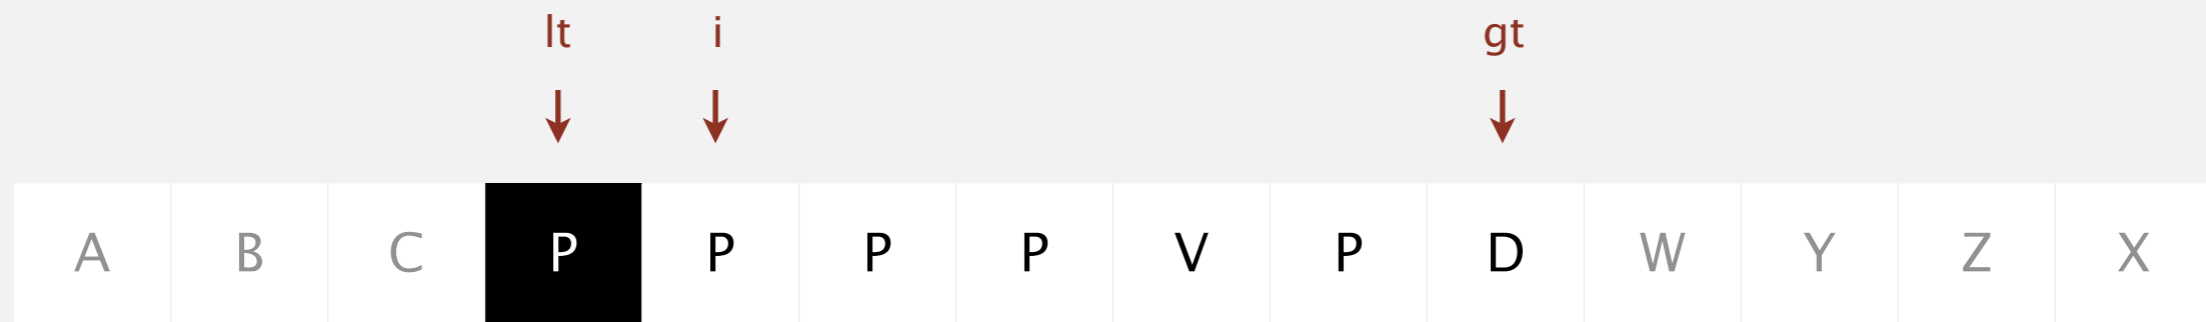 lt i gt
A B C P P P P V P D W Y Z X